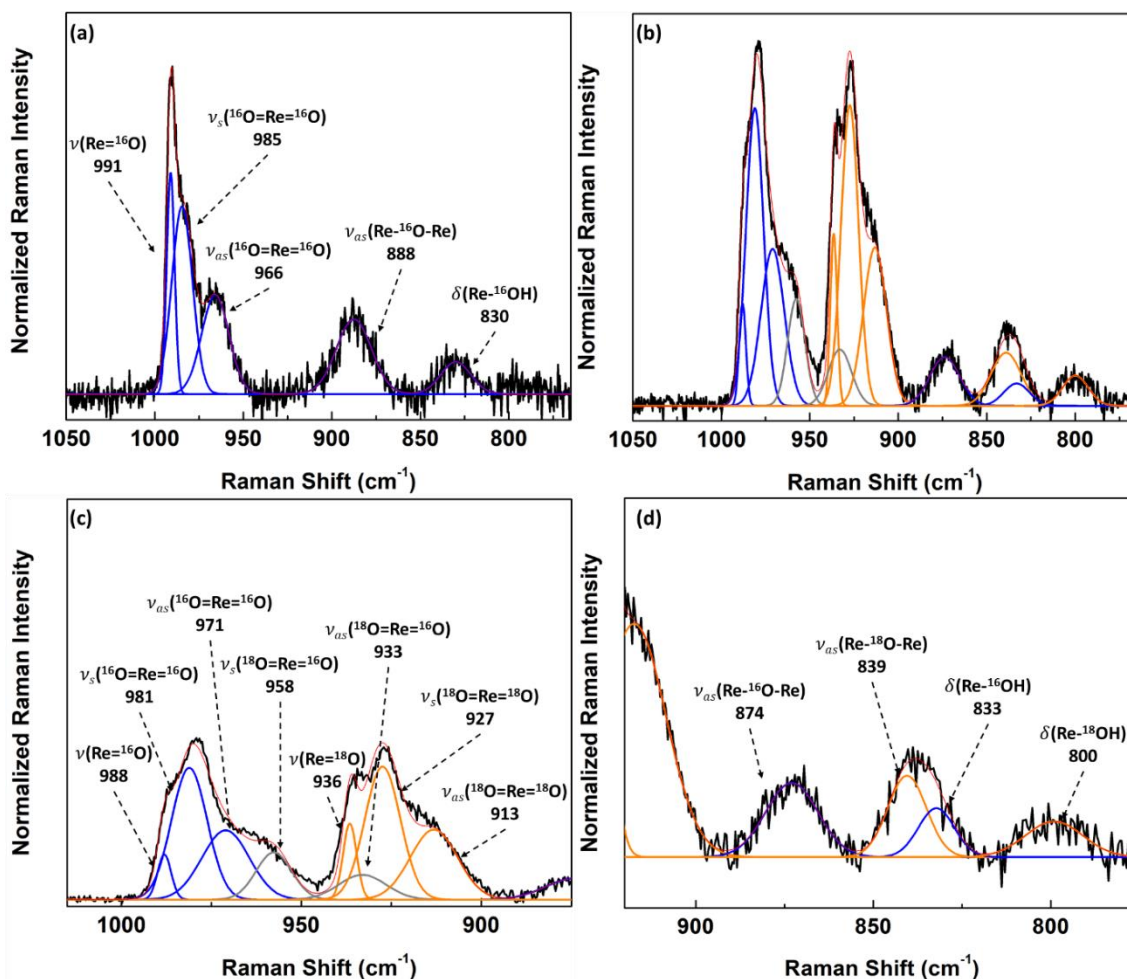 (a)
Normalized Raman Intensity
ν(Re=¹⁶O)
991
νₛ(¹⁶O=Re=¹⁶O)
985
νₐₛ(¹⁶O=Re=¹⁶O)
966
νₐₛ(Re-¹⁶O-Re)
888
δ(Re-¹⁶OH)
830
1050 1000 950 900 850 800
Raman Shift (cm⁻¹)
(b)
Normalized Raman Intensity
1050 1000 950 900 850 800
Raman Shift (cm⁻¹)
(c)
Normalized Raman Intensity
νₐₛ(¹⁶O=Re=¹⁶O)
971
νₛ(¹⁶O=Re=¹⁶O)
981
ν(Re=¹⁶O)
988
νₛ(¹⁸O=Re=¹⁶O)
958
νₐₛ(¹⁸O=Re=¹⁶O)
933
ν(Re=¹⁸O)
936
νₛ(¹⁸O=Re=¹⁸O)
927
νₐₛ(¹⁸O=Re=¹⁸O)
913
1000 950 900
Raman Shift (cm⁻¹)
(d)
Normalized Raman Intensity
νₐₛ(Re-¹⁶O-Re)
874
νₐₛ(Re-¹⁸O-Re)
839
δ(Re-¹⁶OH)
833
δ(Re-¹⁸OH)
800
900 850 800
Raman Shift (cm⁻¹)